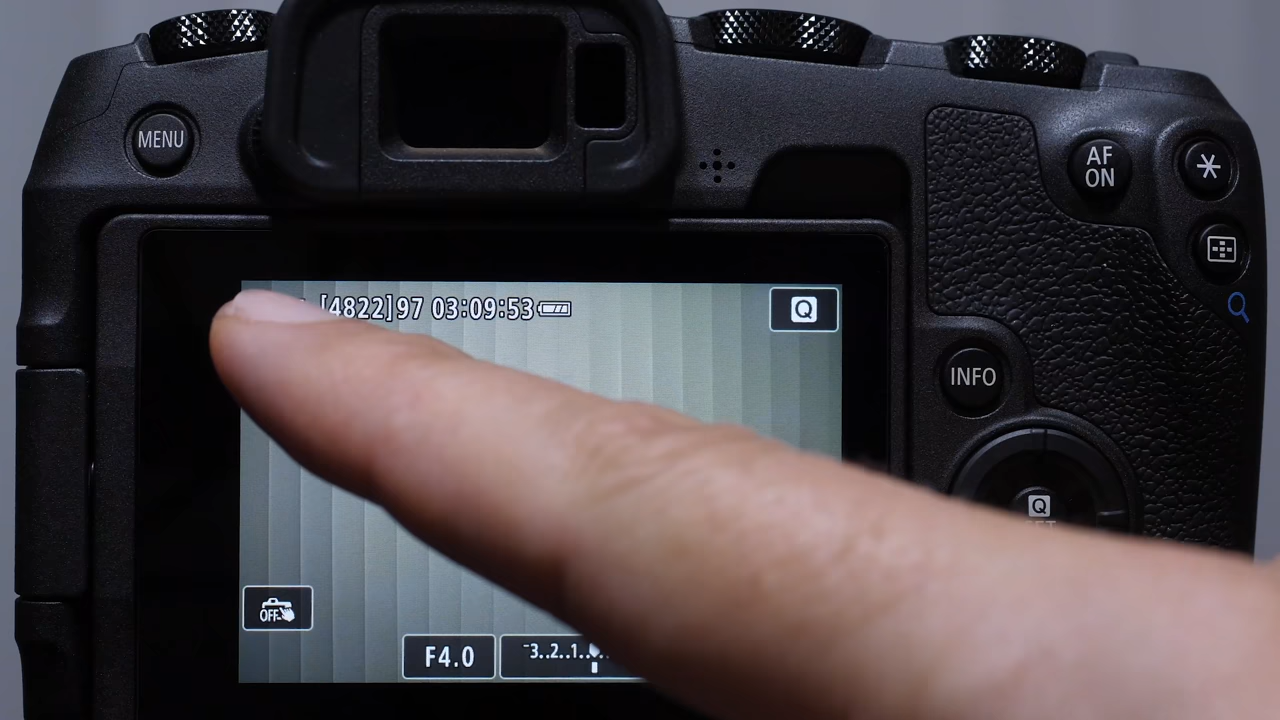 MENU
AF
ON
[4822]97 03:09:53
Q
INFO
Q
OFF
F4.0
-3..2..1..